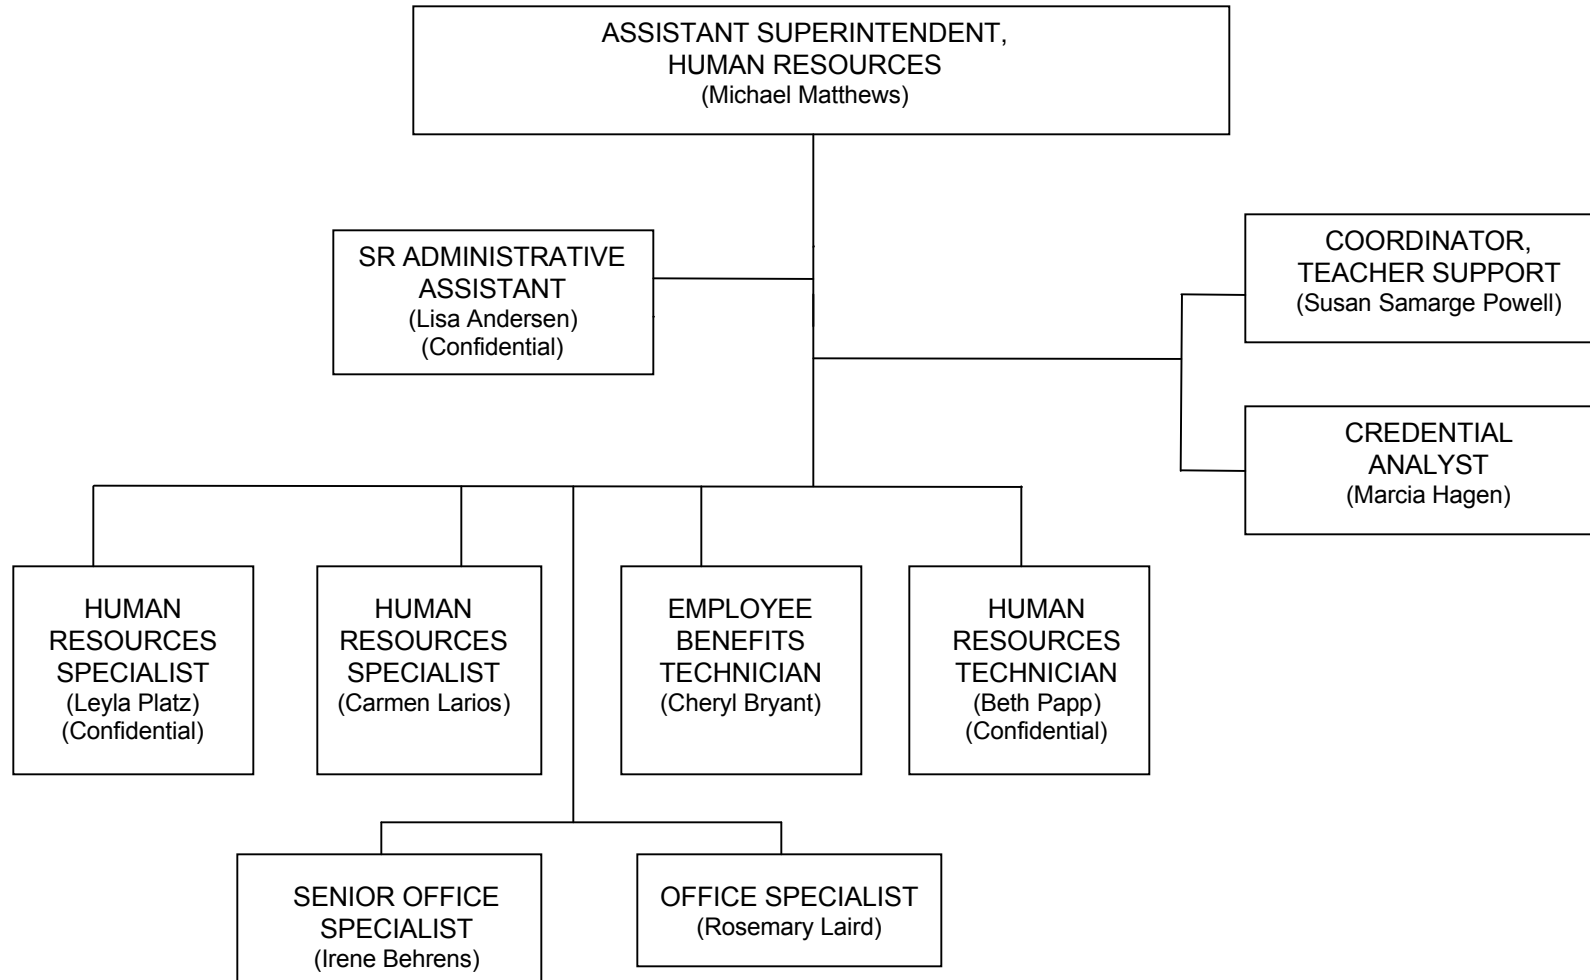 ASSISTANT SUPERINTENDENT,
HUMAN RESOURCES
(Michael Matthews)
SR ADMINISTRATIVE
ASSISTANT
(Lisa Andersen)
(Confidential)
COORDINATOR,
TEACHER SUPPORT
(Susan Samarge Powell)
CREDENTIAL
ANALYST
(Marcia Hagen)
HUMAN
RESOURCES
SPECIALIST
(Leyla Platz)
(Confidential)
HUMAN
RESOURCES
SPECIALIST
(Carmen Larios)
EMPLOYEE
BENEFITS
TECHNICIAN
(Cheryl Bryant)
HUMAN
RESOURCES
TECHNICIAN
(Beth Papp)
(Confidential)
SENIOR OFFICE
SPECIALIST
(Irene Behrens)
OFFICE SPECIALIST
(Rosemary Laird)